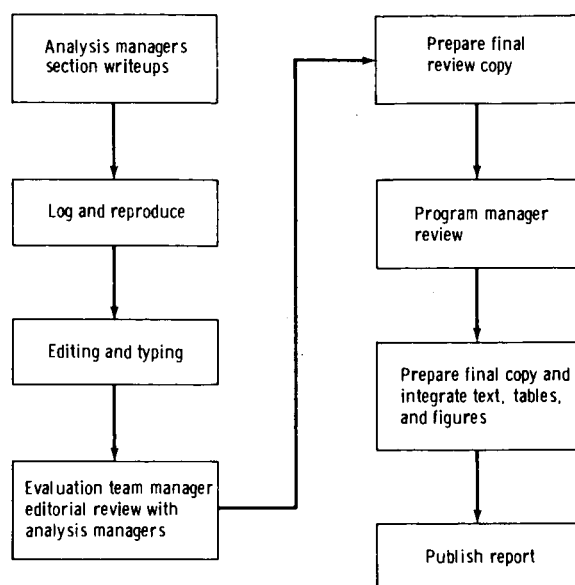 Analysis managers
section writeups
Log and reproduce
Editing and typing
Evaluation team manager
editorial review with
analysis managers
Prepare final
review copy
Program manager
review
Prepare final copy and
integrate text, tables,
and figures
Publish report